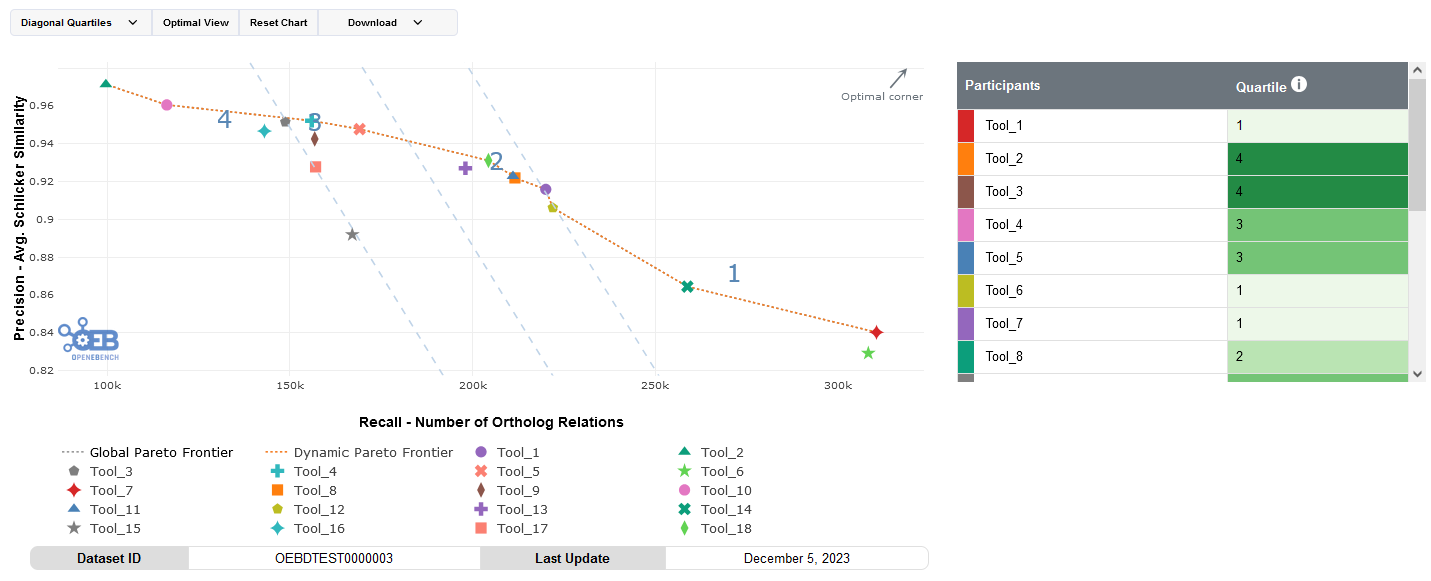 Diagonal Quartiles Optimal View Reset Chart Download
Optimal corner
Precision - Avg. Schlicker Similarity
0.96
0.94
0.92
0.9
0.88
0.86
0.84
0.82
4
3
2
1
OEB
OPENEBENCH
100k 150k 200k 250k 300k
Recall - Number of Ortholog Relations
Global Pareto Frontier Dynamic Pareto Frontier Tool_1 Tool_2
Tool_3 Tool_4 Tool_5 Tool_6
Tool_7 Tool_8 Tool_9 Tool_10
Tool_11 Tool_12 Tool_13 Tool_14
Tool_15 Tool_16 Tool_17 Tool_18
Dataset ID OEBDTEST0000003 Last Update December 5, 2023
Participants Quartile i
Tool_1 1
Tool_2 4
Tool_3 4
Tool_4 3
Tool_5 3
Tool_6 1
Tool_7 1
Tool_8 2